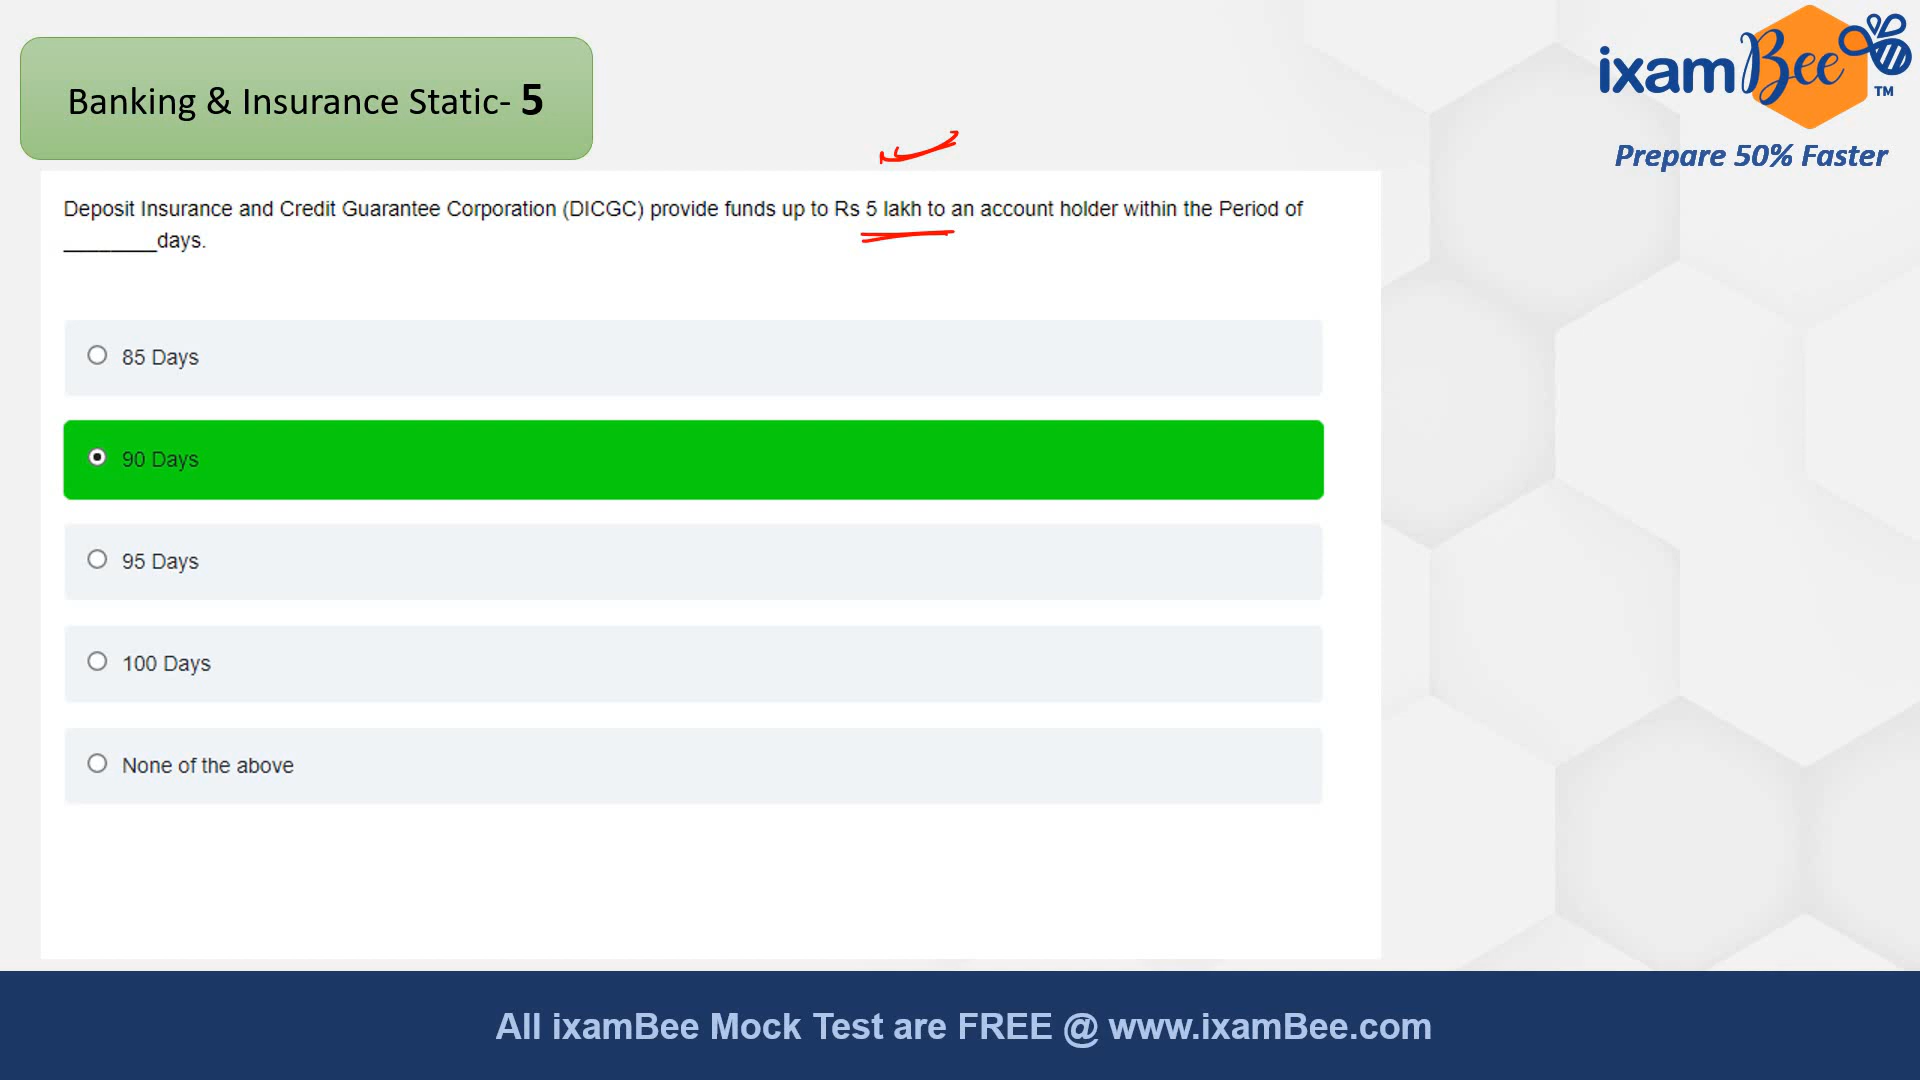 Banking & Insurance Static- 5
ixamBee
TM
Prepare 50% Faster
Deposit Insurance and Credit Guarantee Corporation (DICGC) provide funds up to Rs 5 lakh to an account holder within the Period of
________days.
85 Days
90 Days
95 Days
100 Days
None of the above
All ixamBee Mock Test are FREE @ www.ixamBee.com